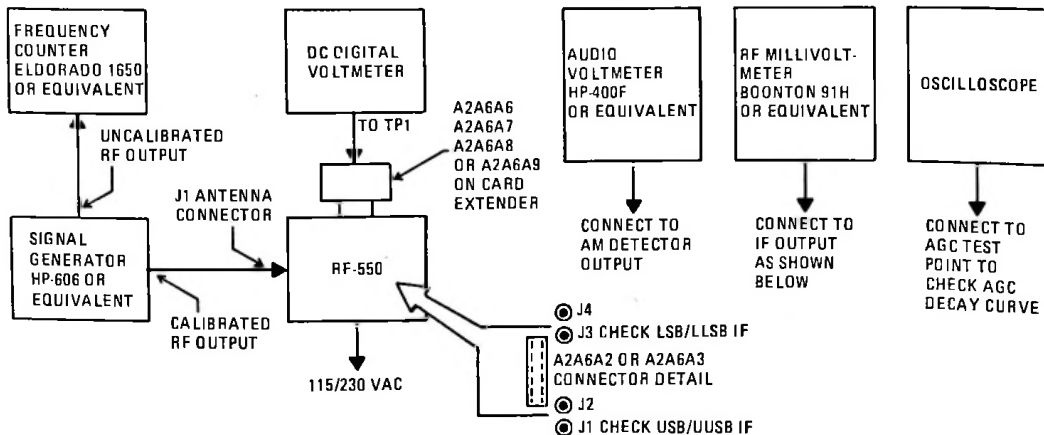 FREQUENCY
COUNTER
ELDORADO 1650
OR EQUIVALENT
DC DIGITAL
VOLTMETER
AUDIO
VOLTMETER
HP-400F
OR EQUIVALENT
RF MILLIVOLT-
METER
BOONTON 91H
OR EQUIVALENT
OSCILLOSCOPE
UNCALIBRATED
RF OUTPUT
TO TP1
A2A6A6
A2A6A7
A2A6A8
OR A2A6A9
ON CARD
EXTENDER
J1 ANTENNA
CONNECTOR
SIGNAL
GENERATOR
HP-606 OR
EQUIVALENT
RF-550
CONNECT TO
AM DETECTOR
OUTPUT
CONNECT TO
IF OUTPUT
AS SHOWN
BELOW
CONNECT TO
AGC TEST
POINT TO
CHECK AGC
DECAY CURVE
CALIBRATED
RF OUTPUT
115/230 VAC
J4
J3 CHECK LSB/LLSB IF
A2A6A2 OR A2A6A3
CONNECTOR DETAIL
J2
J1 CHECK USB/UUSB IF